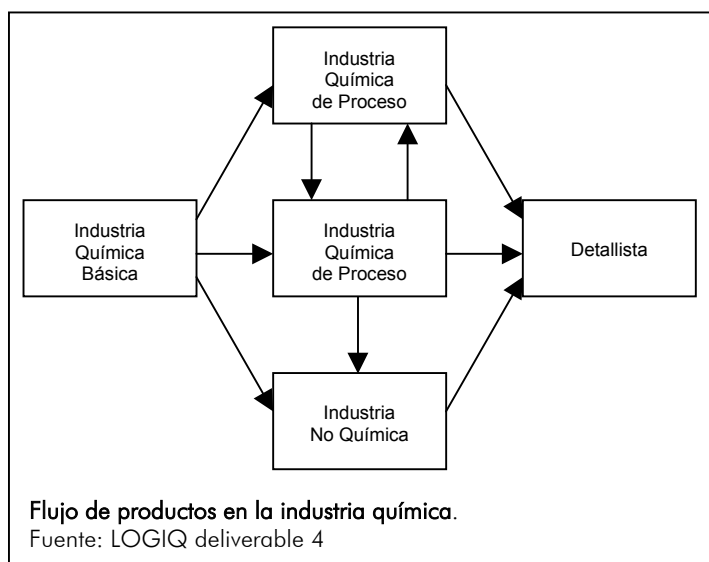 Industria
Química
de Proceso
Industria
Química
Básica
Industria
Química
de Proceso
Detallista
Industria
No Química
Flujo de productos en la industria química.
Fuente: LOGIQ deliverable 4